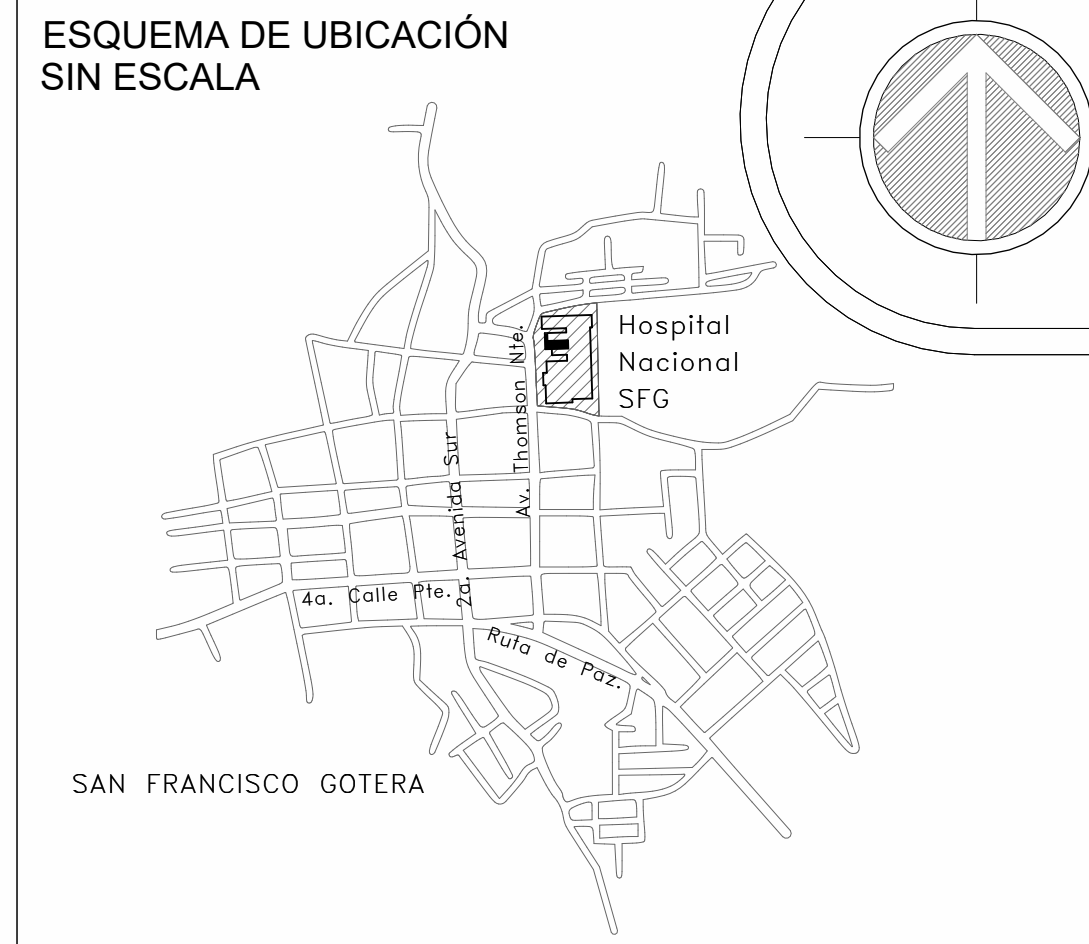 ESQUEMA DE UBICACIÓN
SIN ESCALA
Hospital
Nacional
SFG
Av. Thomson Nte.
2a. Avenida Sur
4a. Calle Pte.
Ruta de Paz.
SAN FRANCISCO GOTERA